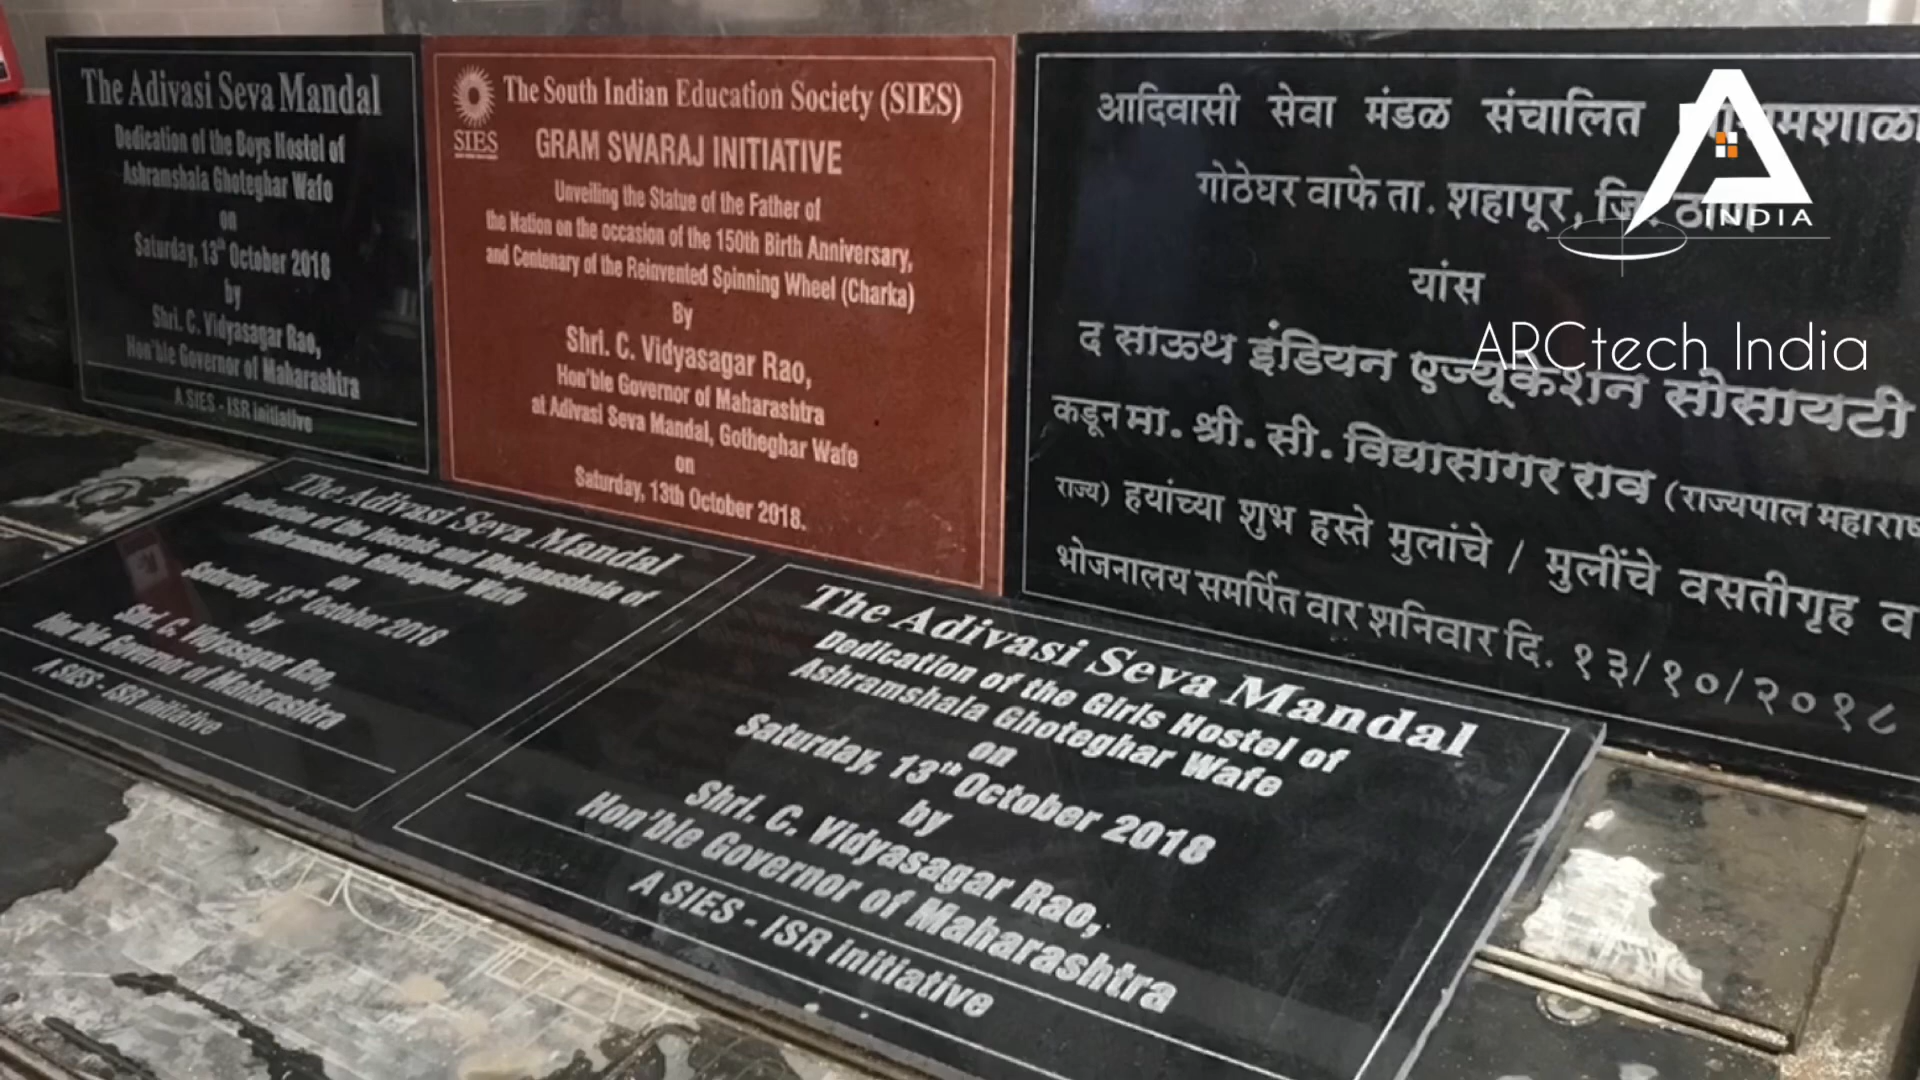 The Adivasi Seva Mandal
Dedication of the Boys Hostel of
Ashramshala Ghoteghar Wafe
on
Saturday, 13th October 2018
by
Shri. C. Vidyasagar Rao,
Hon'ble Governor of Maharashtra
A SIES - ISR initiative
SIES
The South Indian Education Society (SIES)
GRAM SWARAJ INITIATIVE
Unveiling the Statue of the Father of
the Nation on the occasion of the 150th Birth Anniversary,
and Centenary of the Reinvented Spinning Wheel (Charka)
By
Shri. C. Vidyasagar Rao,
Hon'ble Governor of Maharashtra
at Adivasi Seva Mandal, Gotheghar Wafe
on
Saturday, 13th October 2018.
आदिवासी सेवा मंडळ संचालित
गोठेघर वाफे ता. शहापूर, जि. ठाणे
यांस
द साऊथ इंडियन एज्यूकेशन सोसायटी
कडून मा. श्री. सी. विद्यासागर राव (राज्यपाल
राज्य) हयांच्या शुभ हस्ते मुलांचे / मुलींचे वसतीगृह व
भोजनालय समर्पित वार शनिवार दि. १३/१०/२०१८
INDIA
ARCtech India
The Adivasi Seva Mandal
Dedication of the Hostels and Bhojanshala of
Ashramshala Ghoteghar Wafe
on
Saturday, 13th October 2018
by
Shri. C. Vidyasagar Rao,
Hon'ble Governor of Maharashtra
A SIES - ISR initiative
The Adivasi Seva Mandal
Dedication of the Girls Hostel of
Ashramshala Ghoteghar Wafe
on
Saturday, 13th October 2018
by
Shri. C. Vidyasagar Rao,
Hon'ble Governor of Maharashtra
A SIES - ISR initiative